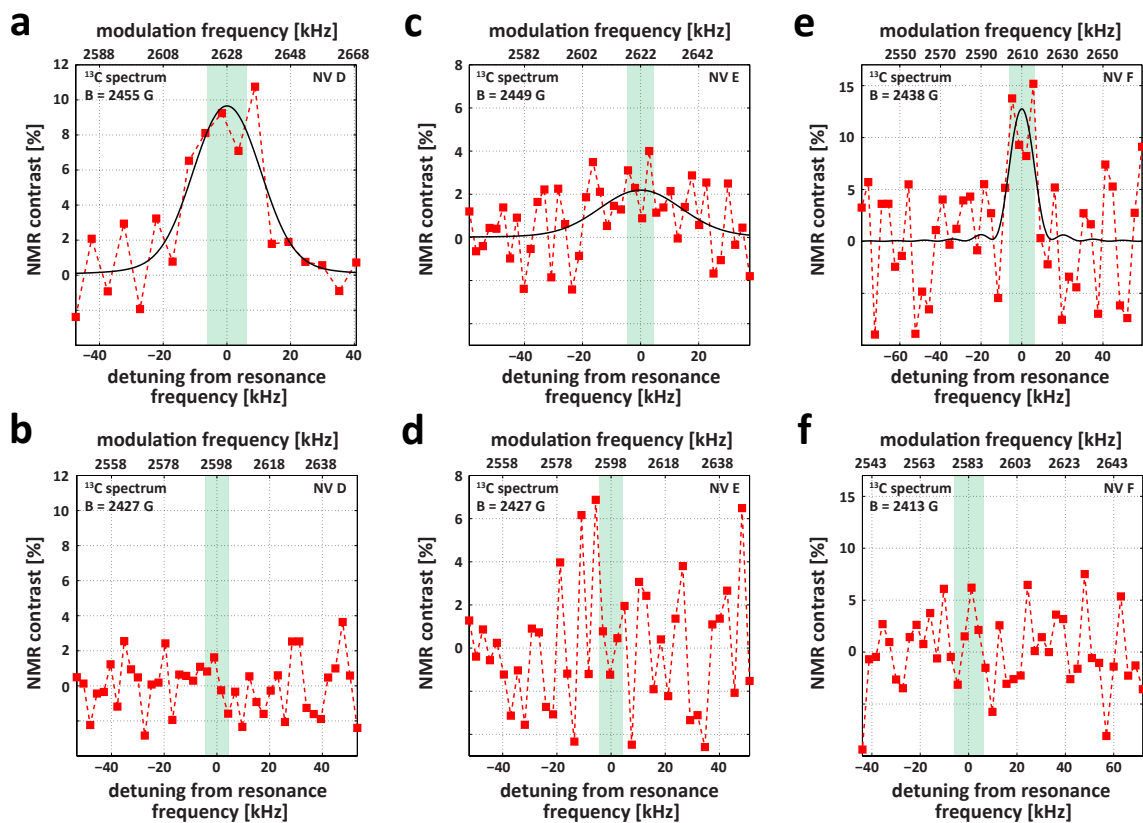 a
modulation frequency [kHz]
2588 2608 2628 2648 2668
12
10
8
6
4
2
0
NMR contrast [%]
¹³C spectrum
B = 2455 G
NV D
−40 −20 0 20 40
detuning from resonance
frequency [kHz]
c
modulation frequency [kHz]
2582 2602 2622 2642
8
6
4
2
0
NMR contrast [%]
¹³C spectrum
B = 2449 G
NV E
−40 −20 0 20
detuning from resonance
frequency [kHz]
e
modulation frequency [kHz]
2550 2570 2590 2610 2630 2650
15
10
5
0
NMR contrast [%]
¹³C spectrum
B = 2438 G
NV F
−60 −40 −20 0 20 40
detuning from resonance
frequency [kHz]
b
modulation frequency [kHz]
2558 2578 2598 2618 2638
12
10
8
6
4
2
0
NMR contrast [%]
¹³C spectrum
B = 2427 G
NV D
−40 −20 0 20 40
detuning from resonance
frequency [kHz]
d
modulation frequency [kHz]
2558 2578 2598 2618 2638
8
6
4
2
0
NMR contrast [%]
¹³C spectrum
B = 2427 G
NV E
−40 −20 0 20 40
detuning from resonance
frequency [kHz]
f
modulation frequency [kHz]
2543 2563 2583 2603 2623 2643
15
10
5
0
NMR contrast [%]
¹³C spectrum
B = 2413 G
NV F
−40 −20 0 20 40 60
detuning from resonance
frequency [kHz]